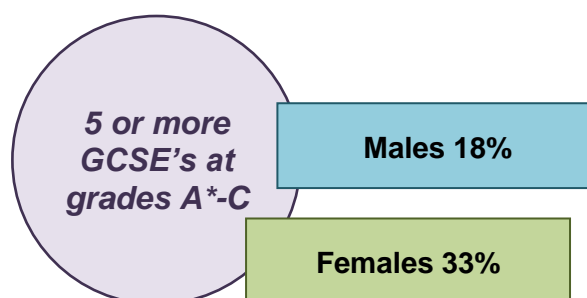 5 or more
GCSE's at
grades A*-C
Males 18%
Females 33%